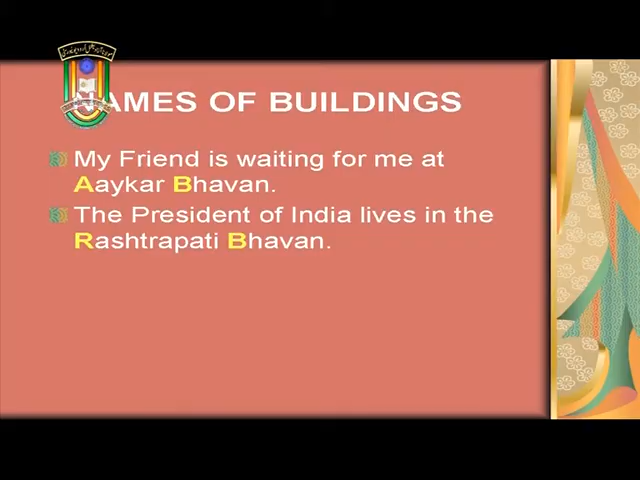 NAMES OF BUILDINGS
My Friend is waiting for me at
Aaykar Bhavan.
The President of India lives in the
Rashtrapati Bhavan.